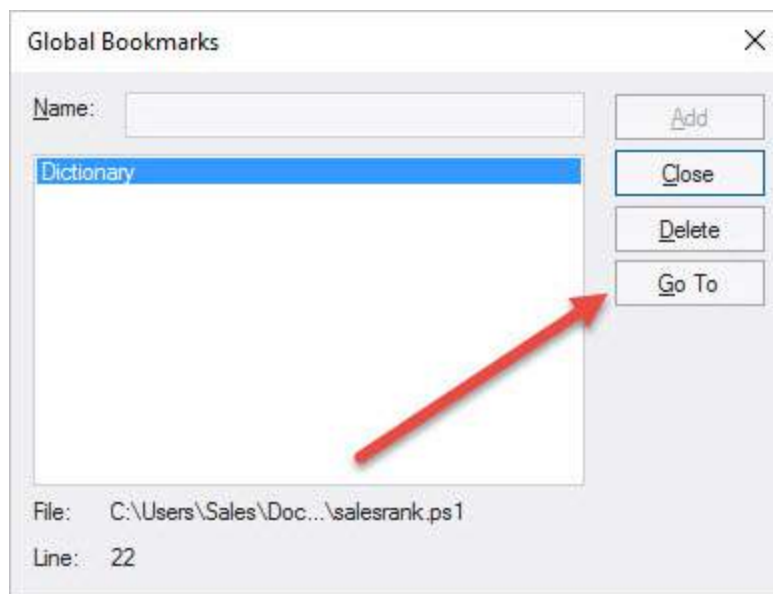 Global Bookmarks
Name:
Add
Dictionary
Close
Delete
Go To
File: C:\Users\Sales\Doc...\salesrank.ps1
Line: 22